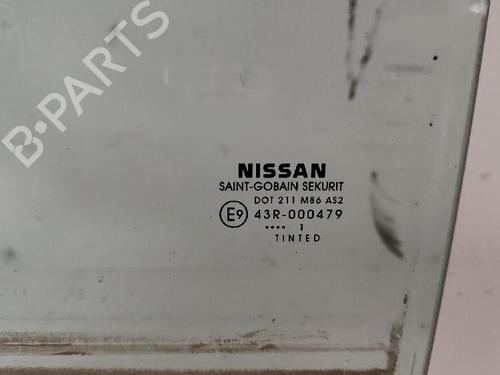 B-PARTS
NISSAN
SAINT-GOBAIN SEKURIT
DOT 211 M86 AS2
E9 43R-000479
•••• 1
TINTED